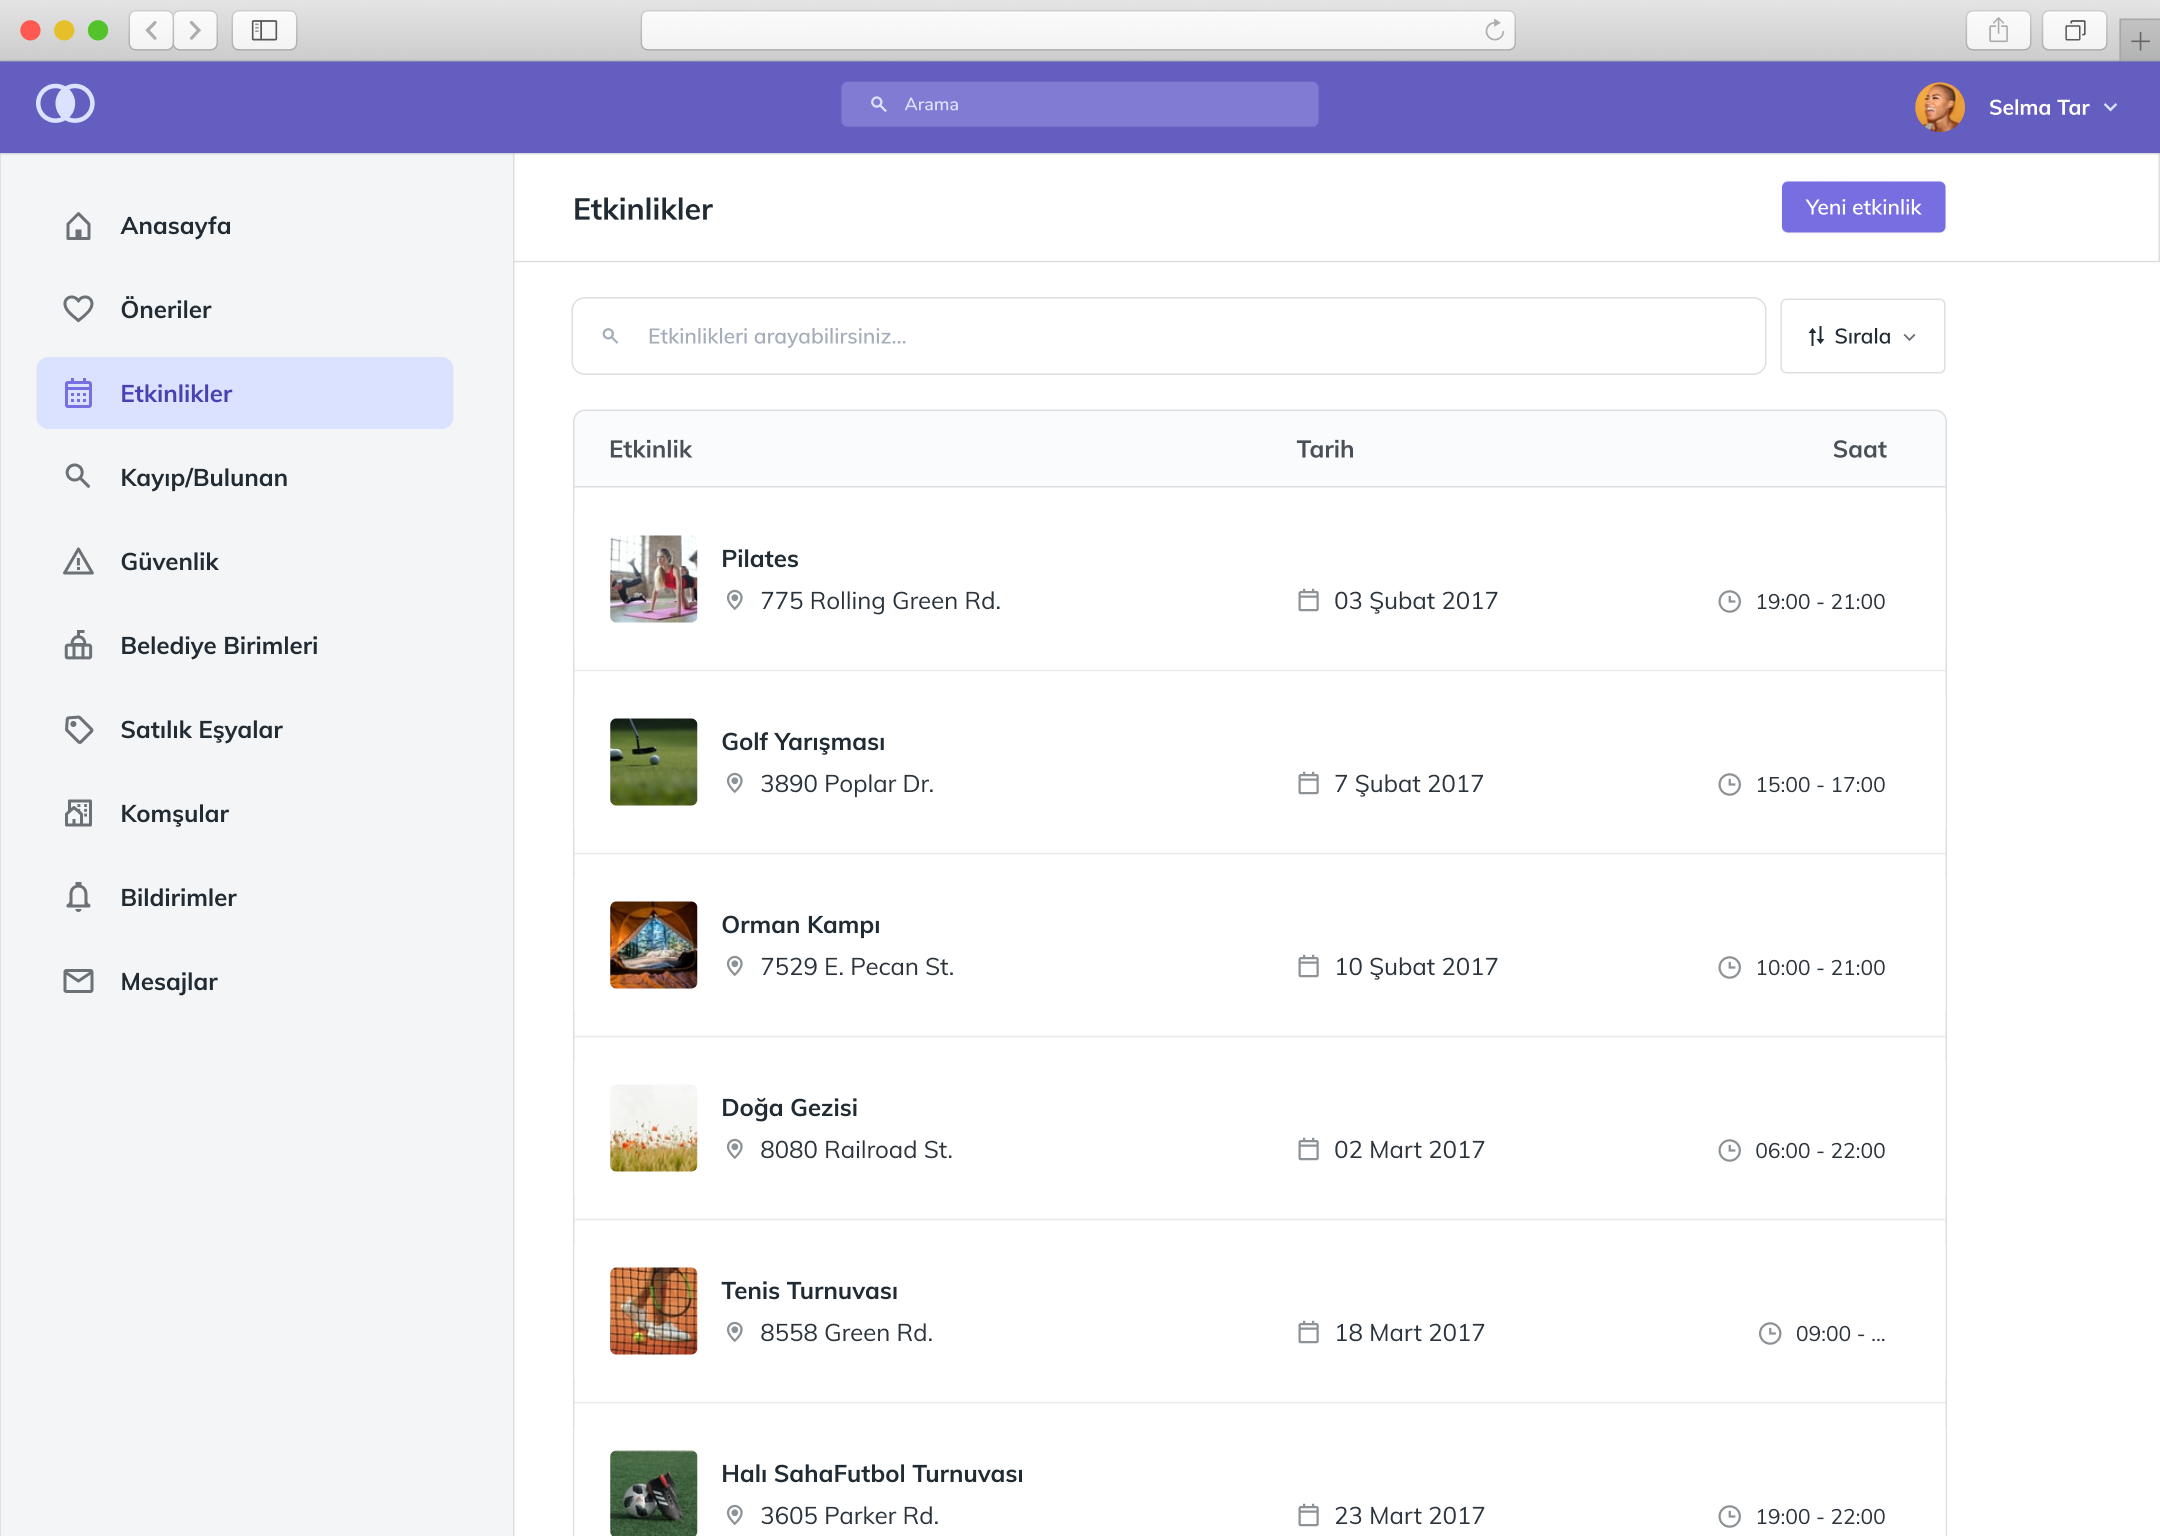 Arama
Selma Tar
Anasayfa
Öneriler
Etkinlikler
Kayıp/Bulunan
Güvenlik
Belediye Birimleri
Satılık Eşyalar
Komşular
Bildirimler
Mesajlar
Etkinlikler
Yeni etkinlik
Etkinlikleri arayabilirsiniz...
Sırala
Etkinlik Tarih Saat
Pilates
775 Rolling Green Rd. 03 Şubat 2017 19:00 - 21:00
Golf Yarışması
3890 Poplar Dr. 7 Şubat 2017 15:00 - 17:00
Orman Kampı
7529 E. Pecan St. 10 Şubat 2017 10:00 - 21:00
Doğa Gezisi
8080 Railroad St. 02 Mart 2017 06:00 - 22:00
Tenis Turnuvası
8558 Green Rd. 18 Mart 2017 09:00 - ...
Halı SahaFutbol Turnuvası
3605 Parker Rd. 23 Mart 2017 19:00 - 22:00